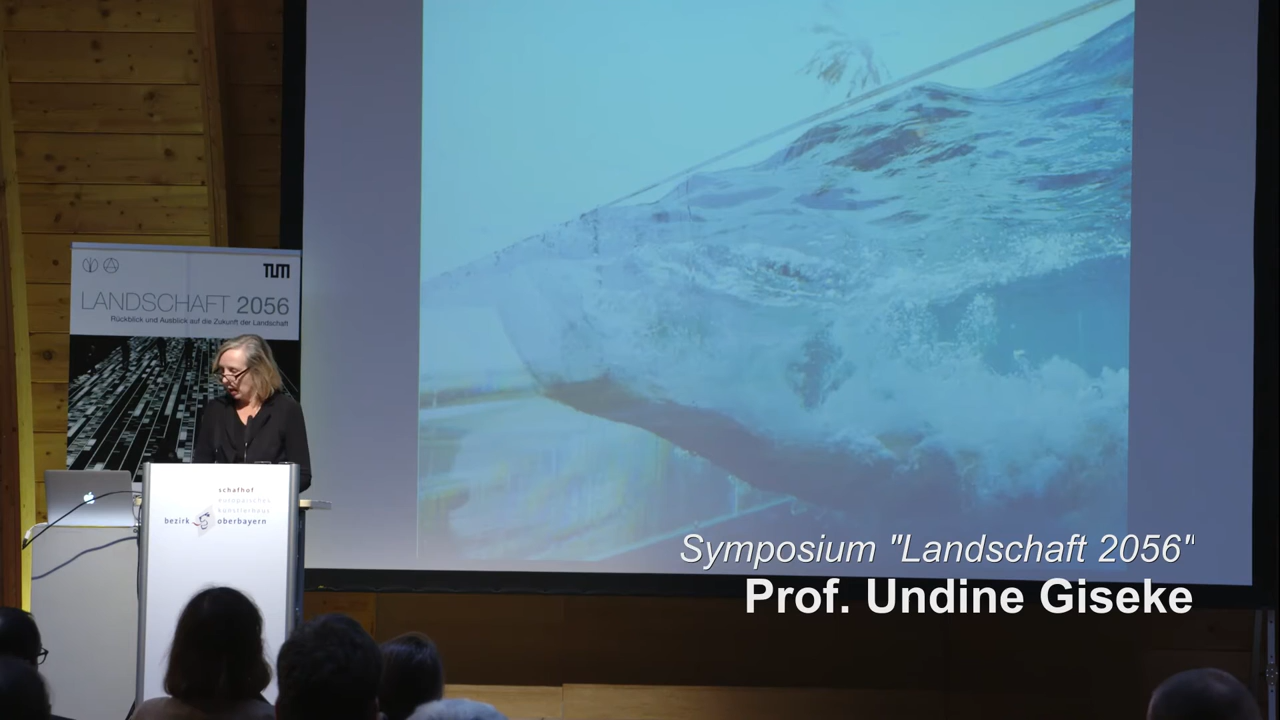 TUM
LANDSCHAFT 2056
Rückblick und Ausblick auf die Zukunft der Landschaft
schafhof
europäisches
künstlerhaus
bezirk oberbayern
Symposium "Landschaft 2056"
Prof. Undine Giseke